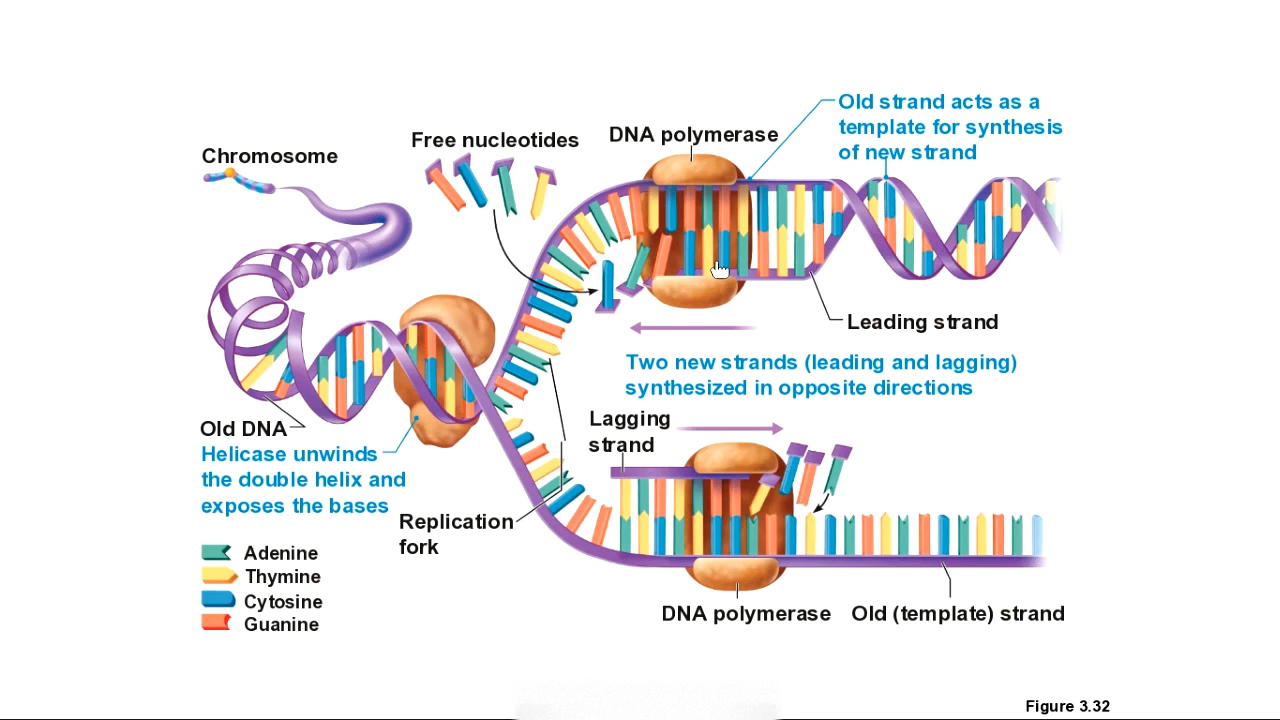 Old strand acts as a
template for synthesis
of new strand
Free nucleotides
DNA polymerase
Chromosome
Leading strand
Two new strands (leading and lagging)
synthesized in opposite directions
Lagging
strand
Old DNA
Helicase unwinds
the double helix and
exposes the bases
Replication
fork
Adenine
Thymine
Cytosine
Guanine
DNA polymerase
Old (template) strand
Figure 3.32